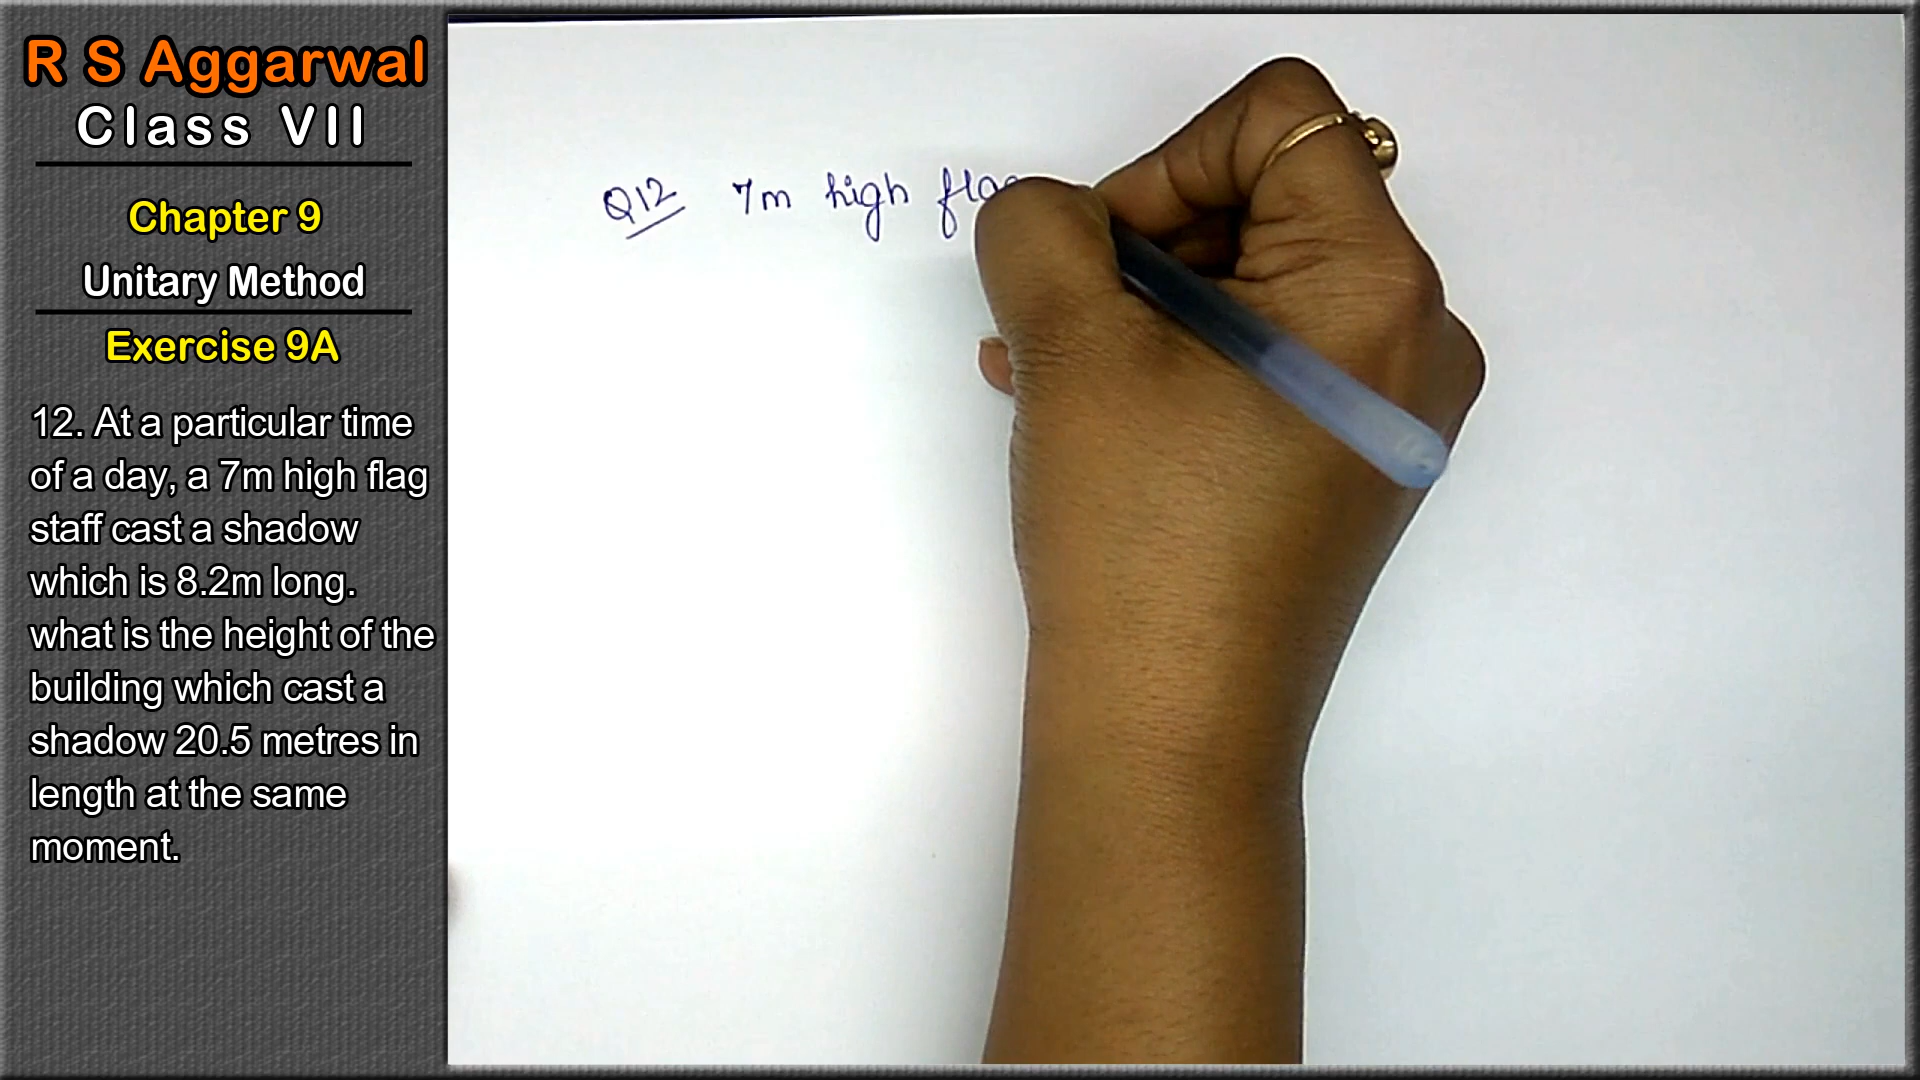 R S Aggarwal
Class VII
Chapter 9
Unitary Method
Exercise 9A
12. At a particular time
of a day, a 7m high flag
staff cast a shadow
which is 8.2m long.
what is the height of the
building which cast a
shadow 20.5 metres in
length at the same
moment.
Q12 7m high flag